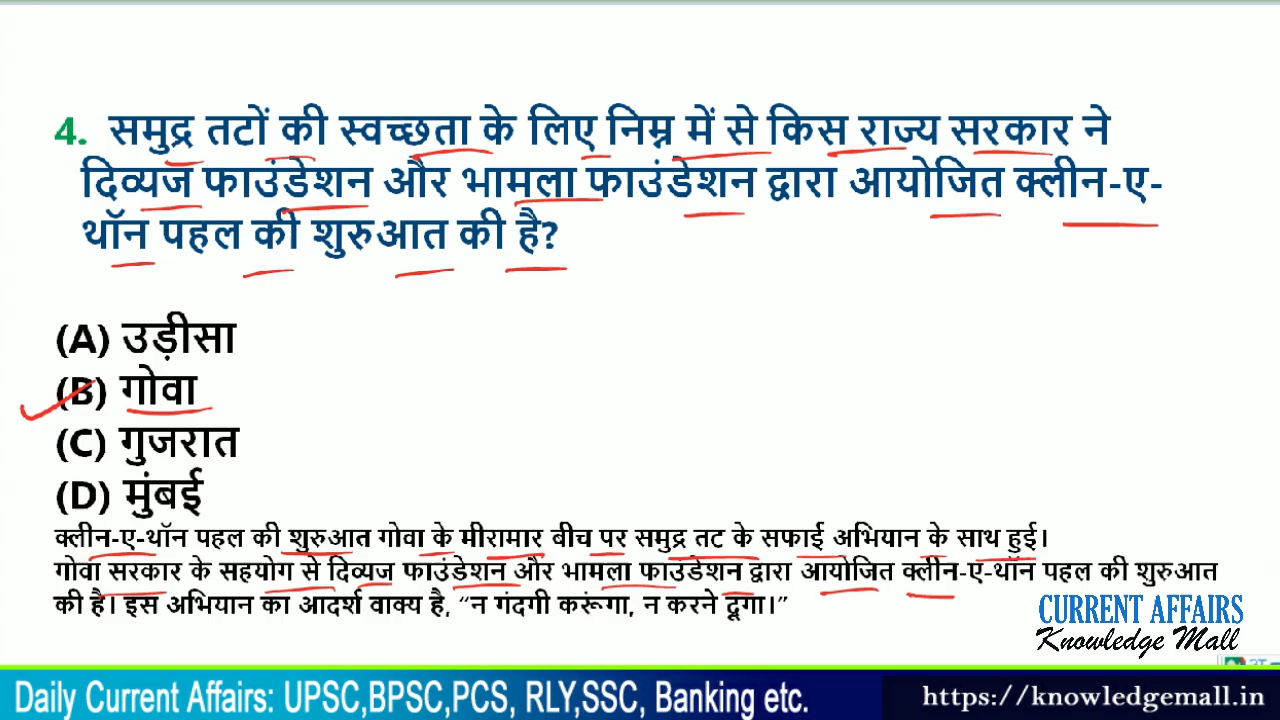 4. समुद्र तटों की स्वच्छता के लिए निम्न में से किस राज्य सरकार ने
दिव्यज फाउंडेशन और भामला फाउंडेशन द्वारा आयोजित क्लीन-ए-
थॉन पहल की शुरुआत की है?
(A) उड़ीसा
(B) गोवा
(C) गुजरात
(D) मुंबई
क्लीन-ए-थॉन पहल की शुरुआत गोवा के मीरामार बीच पर समुद्र तट के सफाई अभियान के साथ हुई।
गोवा सरकार के सहयोग से दिव्यज फाउंडेशन और भामला फाउंडेशन द्वारा आयोजित क्लीन-ए-थॉन पहल की शुरुआत
की है। इस अभियान का आदर्श वाक्य है, “न गंदगी करूंगा, न करने दूगा।”
CURRENT AFFAIRS
Knowledge Mall
Daily Current Affairs: UPSC,BPSC,PCS, RLY,SSC, Banking etc.
https://knowledgemall.in